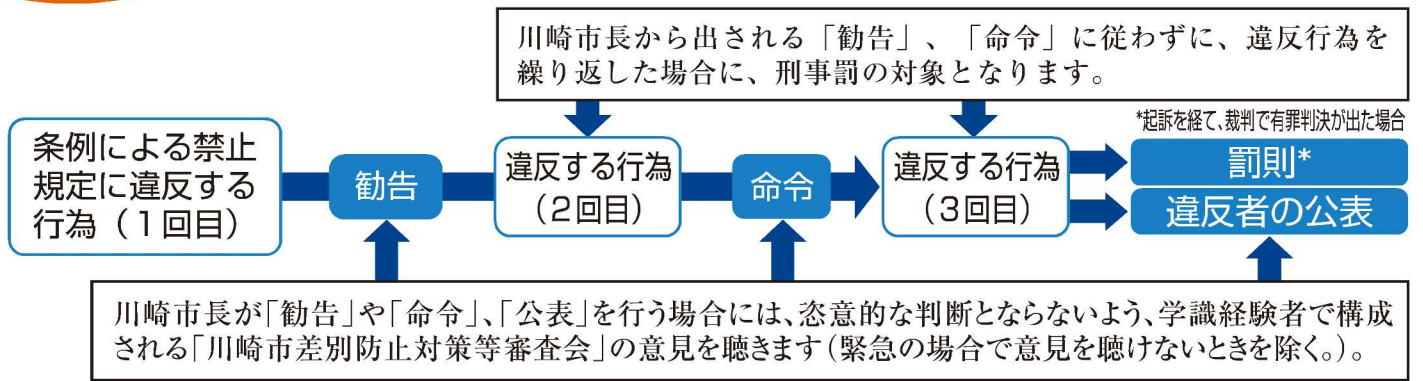 川崎市長から出される「勧告」、「命令」に従わずに、違反行為を
繰り返した場合に、刑事罰の対象となります。
*起訴を経て、裁判で有罪判決が出た場合
条例による禁止
規定に違反する
行為（1回目）
勧告
違反する行為
（2回目）
命令
違反する行為
（3回目）
罰則*
違反者の公表
川崎市長が「勧告」や「命令」、「公表」を行う場合には、恣意的な判断とならないよう、学識経験者で構成
される「川崎市差別防止対策等審査会」の意見を聴きます（緊急の場合で意見を聴けないときを除く。）。